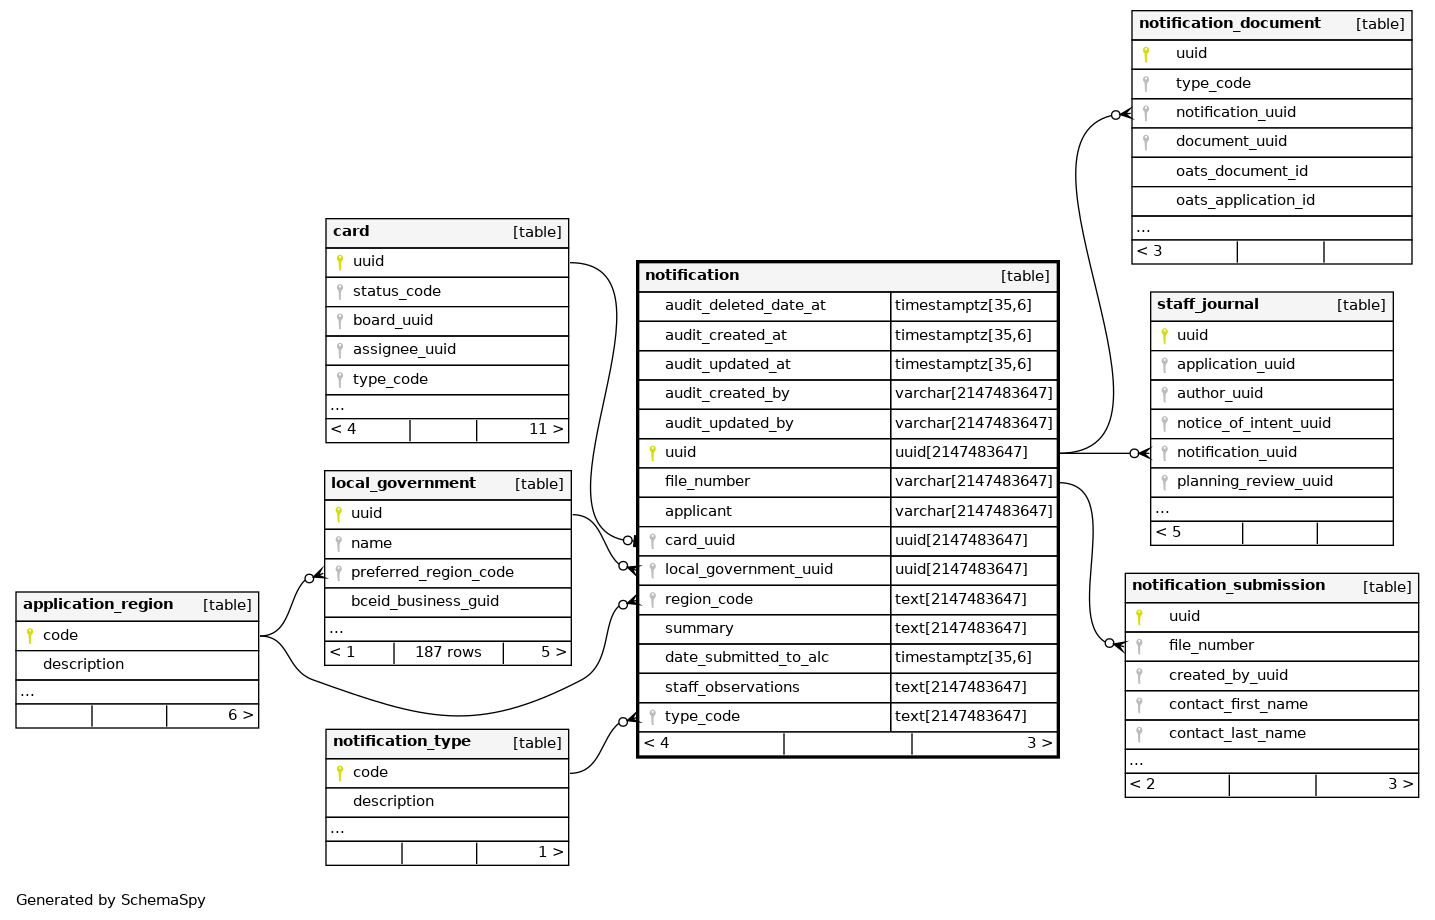 notification_document [table]
uuid
type_code
notification_uuid
document_uuid
oats_document_id
oats_application_id
...
< 3
card [table]
uuid
status_code
board_uuid
assignee_uuid
type_code
...
< 4 11 >
local_government [table]
uuid
name
preferred_region_code
bceid_business_guid
...
< 1 187 rows 5 >
application_region [table]
code
description
...
6 >
notification_type [table]
code
description
...
1 >
notification [table]
audit_deleted_date_at timestamptz[35,6]
audit_created_at timestamptz[35,6]
audit_updated_at timestamptz[35,6]
audit_created_by varchar[2147483647]
audit_updated_by varchar[2147483647]
uuid uuid[2147483647]
file_number varchar[2147483647]
applicant varchar[2147483647]
card_uuid uuid[2147483647]
local_government_uuid uuid[2147483647]
region_code text[2147483647]
summary text[2147483647]
date_submitted_to_alc timestamptz[35,6]
staff_observations text[2147483647]
type_code text[2147483647]
< 4 3 >
staff_journal [table]
uuid
application_uuid
author_uuid
notice_of_intent_uuid
notification_uuid
planning_review_uuid
...
< 5
notification_submission [table]
uuid
file_number
created_by_uuid
contact_first_name
contact_last_name
...
< 2 3 >
Generated by SchemaSpy